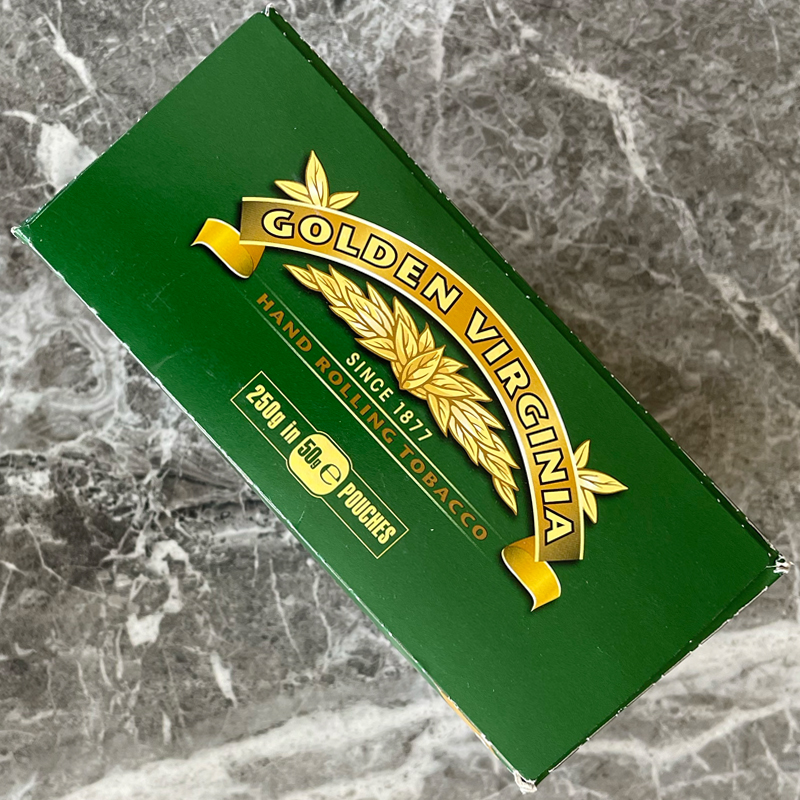 GOLDEN VIRGINIA
SINCE 1877
HAND ROLLING TOBACCO
250g in 50g e POUCHES